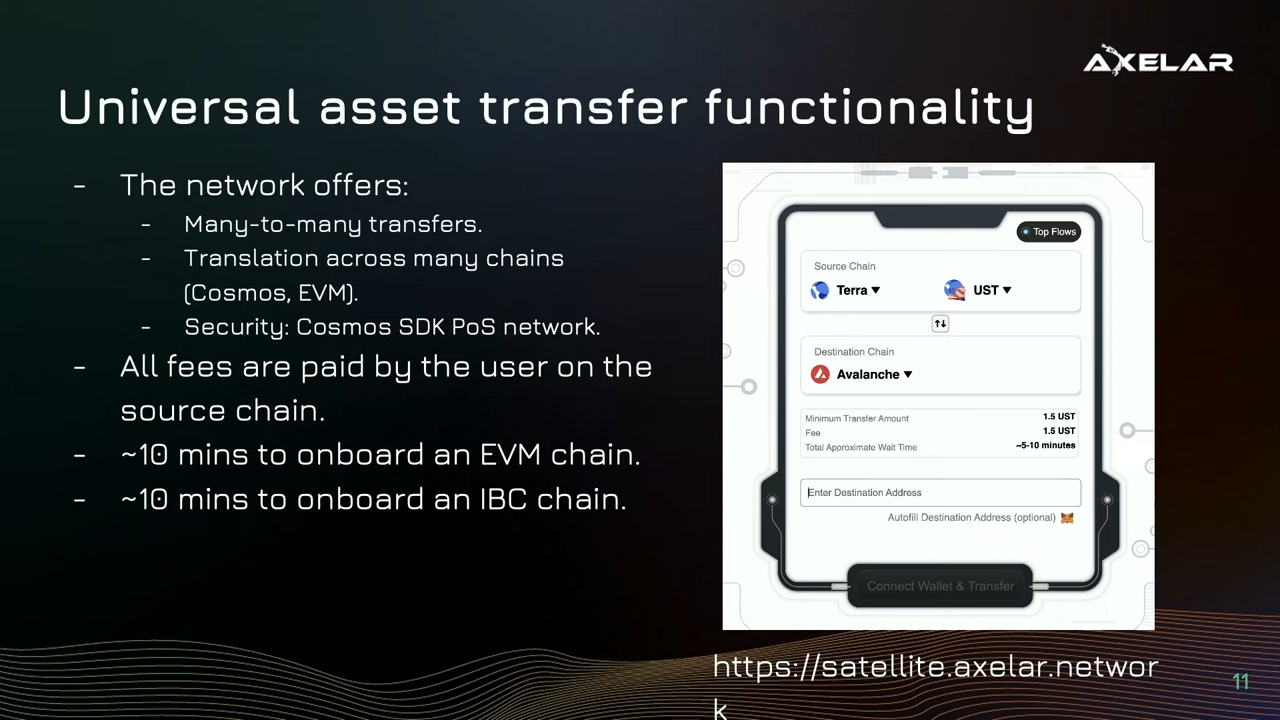 AXELAR
Universal asset transfer functionality
- The network offers:
- Many-to-many transfers.
- Translation across many chains
(Cosmos, EVM).
- Security: Cosmos SDK PoS network.
- All fees are paid by the user on the
source chain.
- ~10 mins to onboard an EVM chain.
- ~10 mins to onboard an IBC chain.
Top Flows
Source Chain
Terra UST
Destination Chain
Avalanche
Minimum Transfer Amount 1.5 UST
Fee 1.5 UST
Total Approximate Wait Time ~5-10 minutes
Enter Destination Address
Autofill Destination Address (optional)
Connect Wallet & Transfer
https://satellite.axelar.networ
k
11